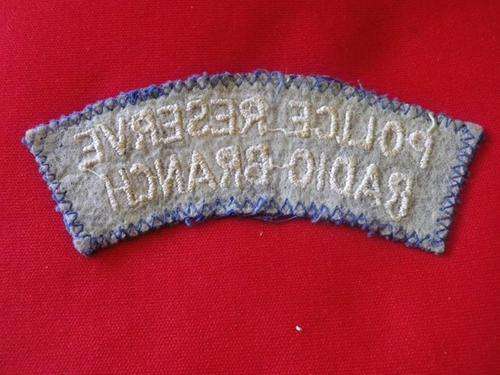 POLICE RESERVE
RADIO BRANCH